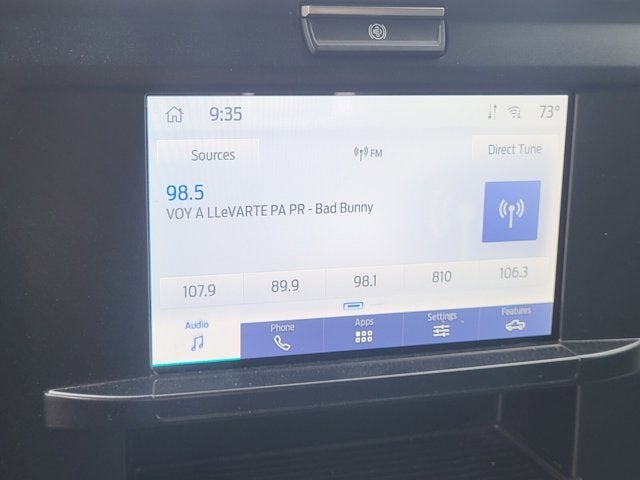 9:35
73°
Sources
FM
Direct Tune
98.5
VOY A LLeVARTE PA PR - Bad Bunny
107.9
89.9
98.1
810
106.3
Audio
Phone
Apps
Settings
Features